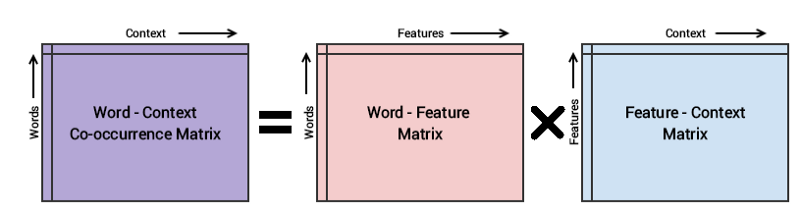 Context
Words
Word - Context
Co-occurrence Matrix
=
Features
Words
Word - Feature
Matrix
×
Context
Features
Feature - Context
Matrix